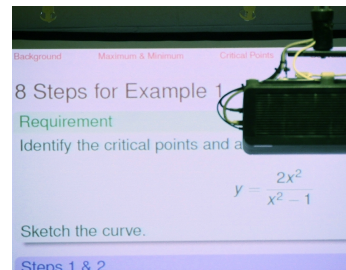 Background Maximum & Minimum Critical Points
8 Steps for Example 1
Requirement
Identify the critical points and a
y = 2x² / x² − 1
Sketch the curve.
Steps 1 & 2